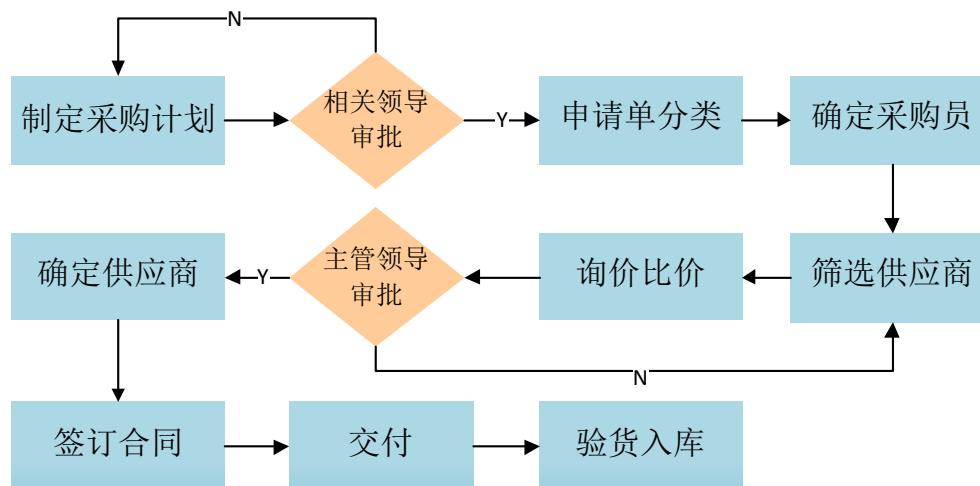 N
制定采购计划
相关领导
审批
Y
申请单分类
确定采购员
确定供应商
Y
主管领导
审批
询价比价
筛选供应商
N
签订合同
交付
验货入库